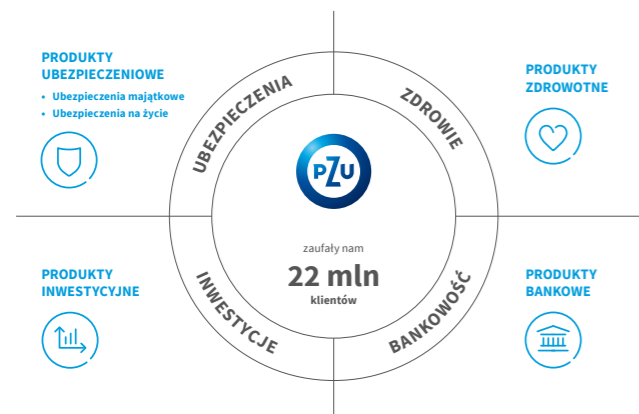 PRODUKTY
UBEZPIECZENIOWE
• Ubezpieczenia majątkowe
• Ubezpieczenia na życie
UBEZPIECZENIA
ZDROWIE
PRODUKTY
ZDROWOTNE
PZU
zaufały nam
22 mln
klientów
PRODUKTY
INWESTYCYJNE
INWESTYCJE
BANKOWOŚĆ
PRODUKTY
BANKOWE